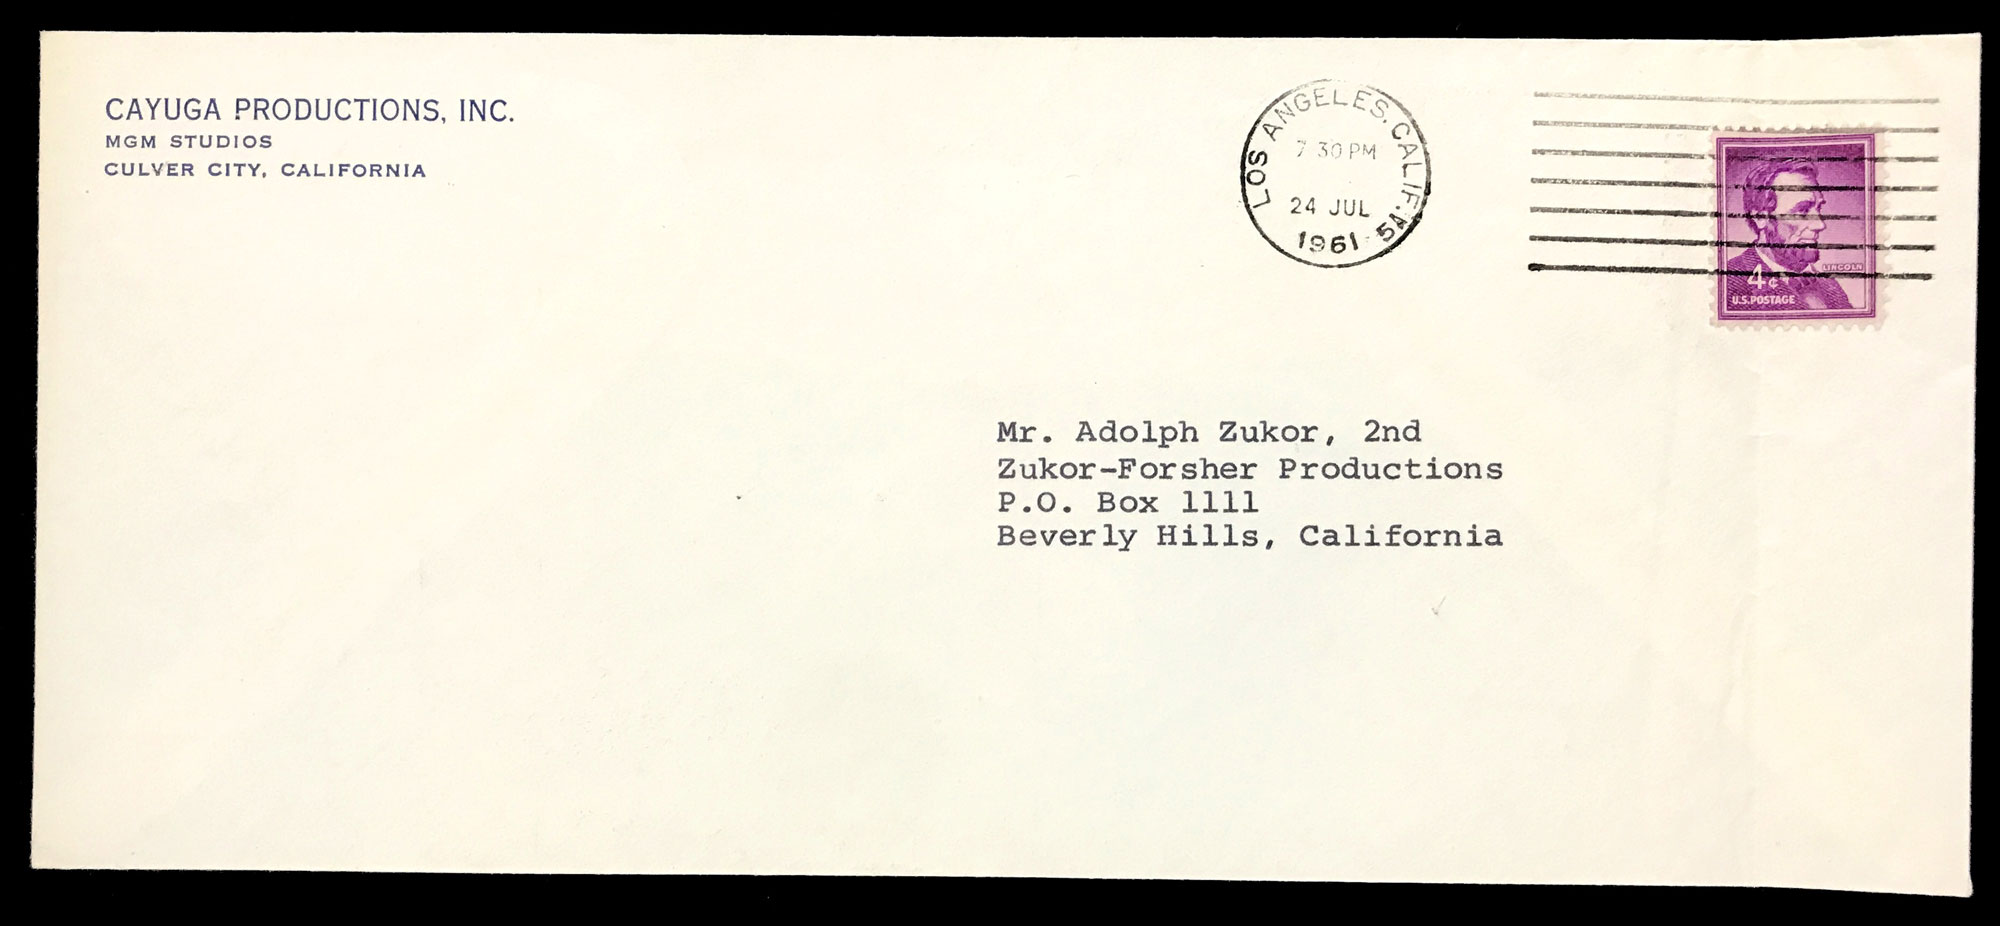 CAYUGA PRODUCTIONS, INC.
MGM STUDIOS
CULVER CITY, CALIFORNIA
LOS ANGELES, CALIF. 5A
7 30 PM
24 JUL
1961
LINCOLN
4¢
U.S. POSTAGE
Mr. Adolph Zukor, 2nd
Zukor-Forsher Productions
P.O. Box 1111
Beverly Hills, California